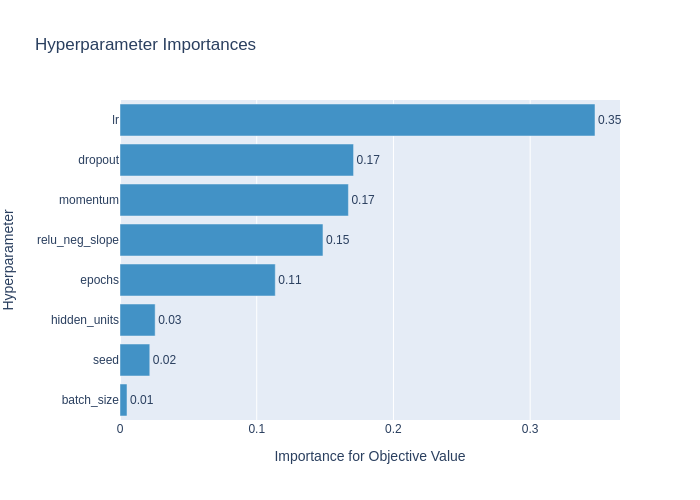 Hyperparameter Importances
Hyperparameter
lr 0.35
dropout 0.17
momentum 0.17
relu_neg_slope 0.15
epochs 0.11
hidden_units 0.03
seed 0.02
batch_size 0.01
0 0.1 0.2 0.3
Importance for Objective Value